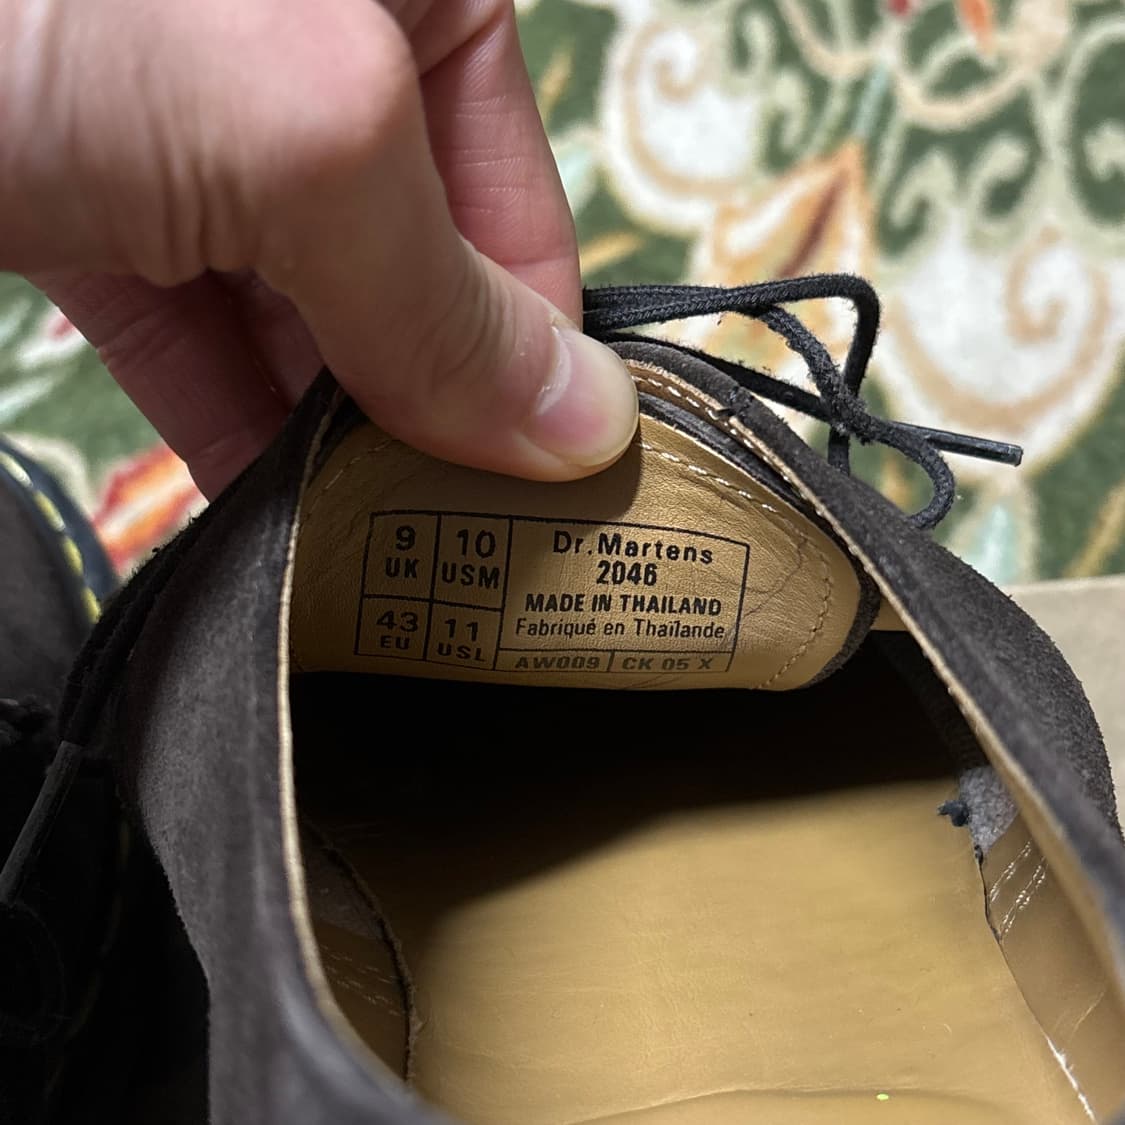 9 UK
10 USM
43 EU
11 USL
Dr.Martens
2046
MADE IN THAILAND
Fabriqué en Thaïlande
AW009 CK 05 X